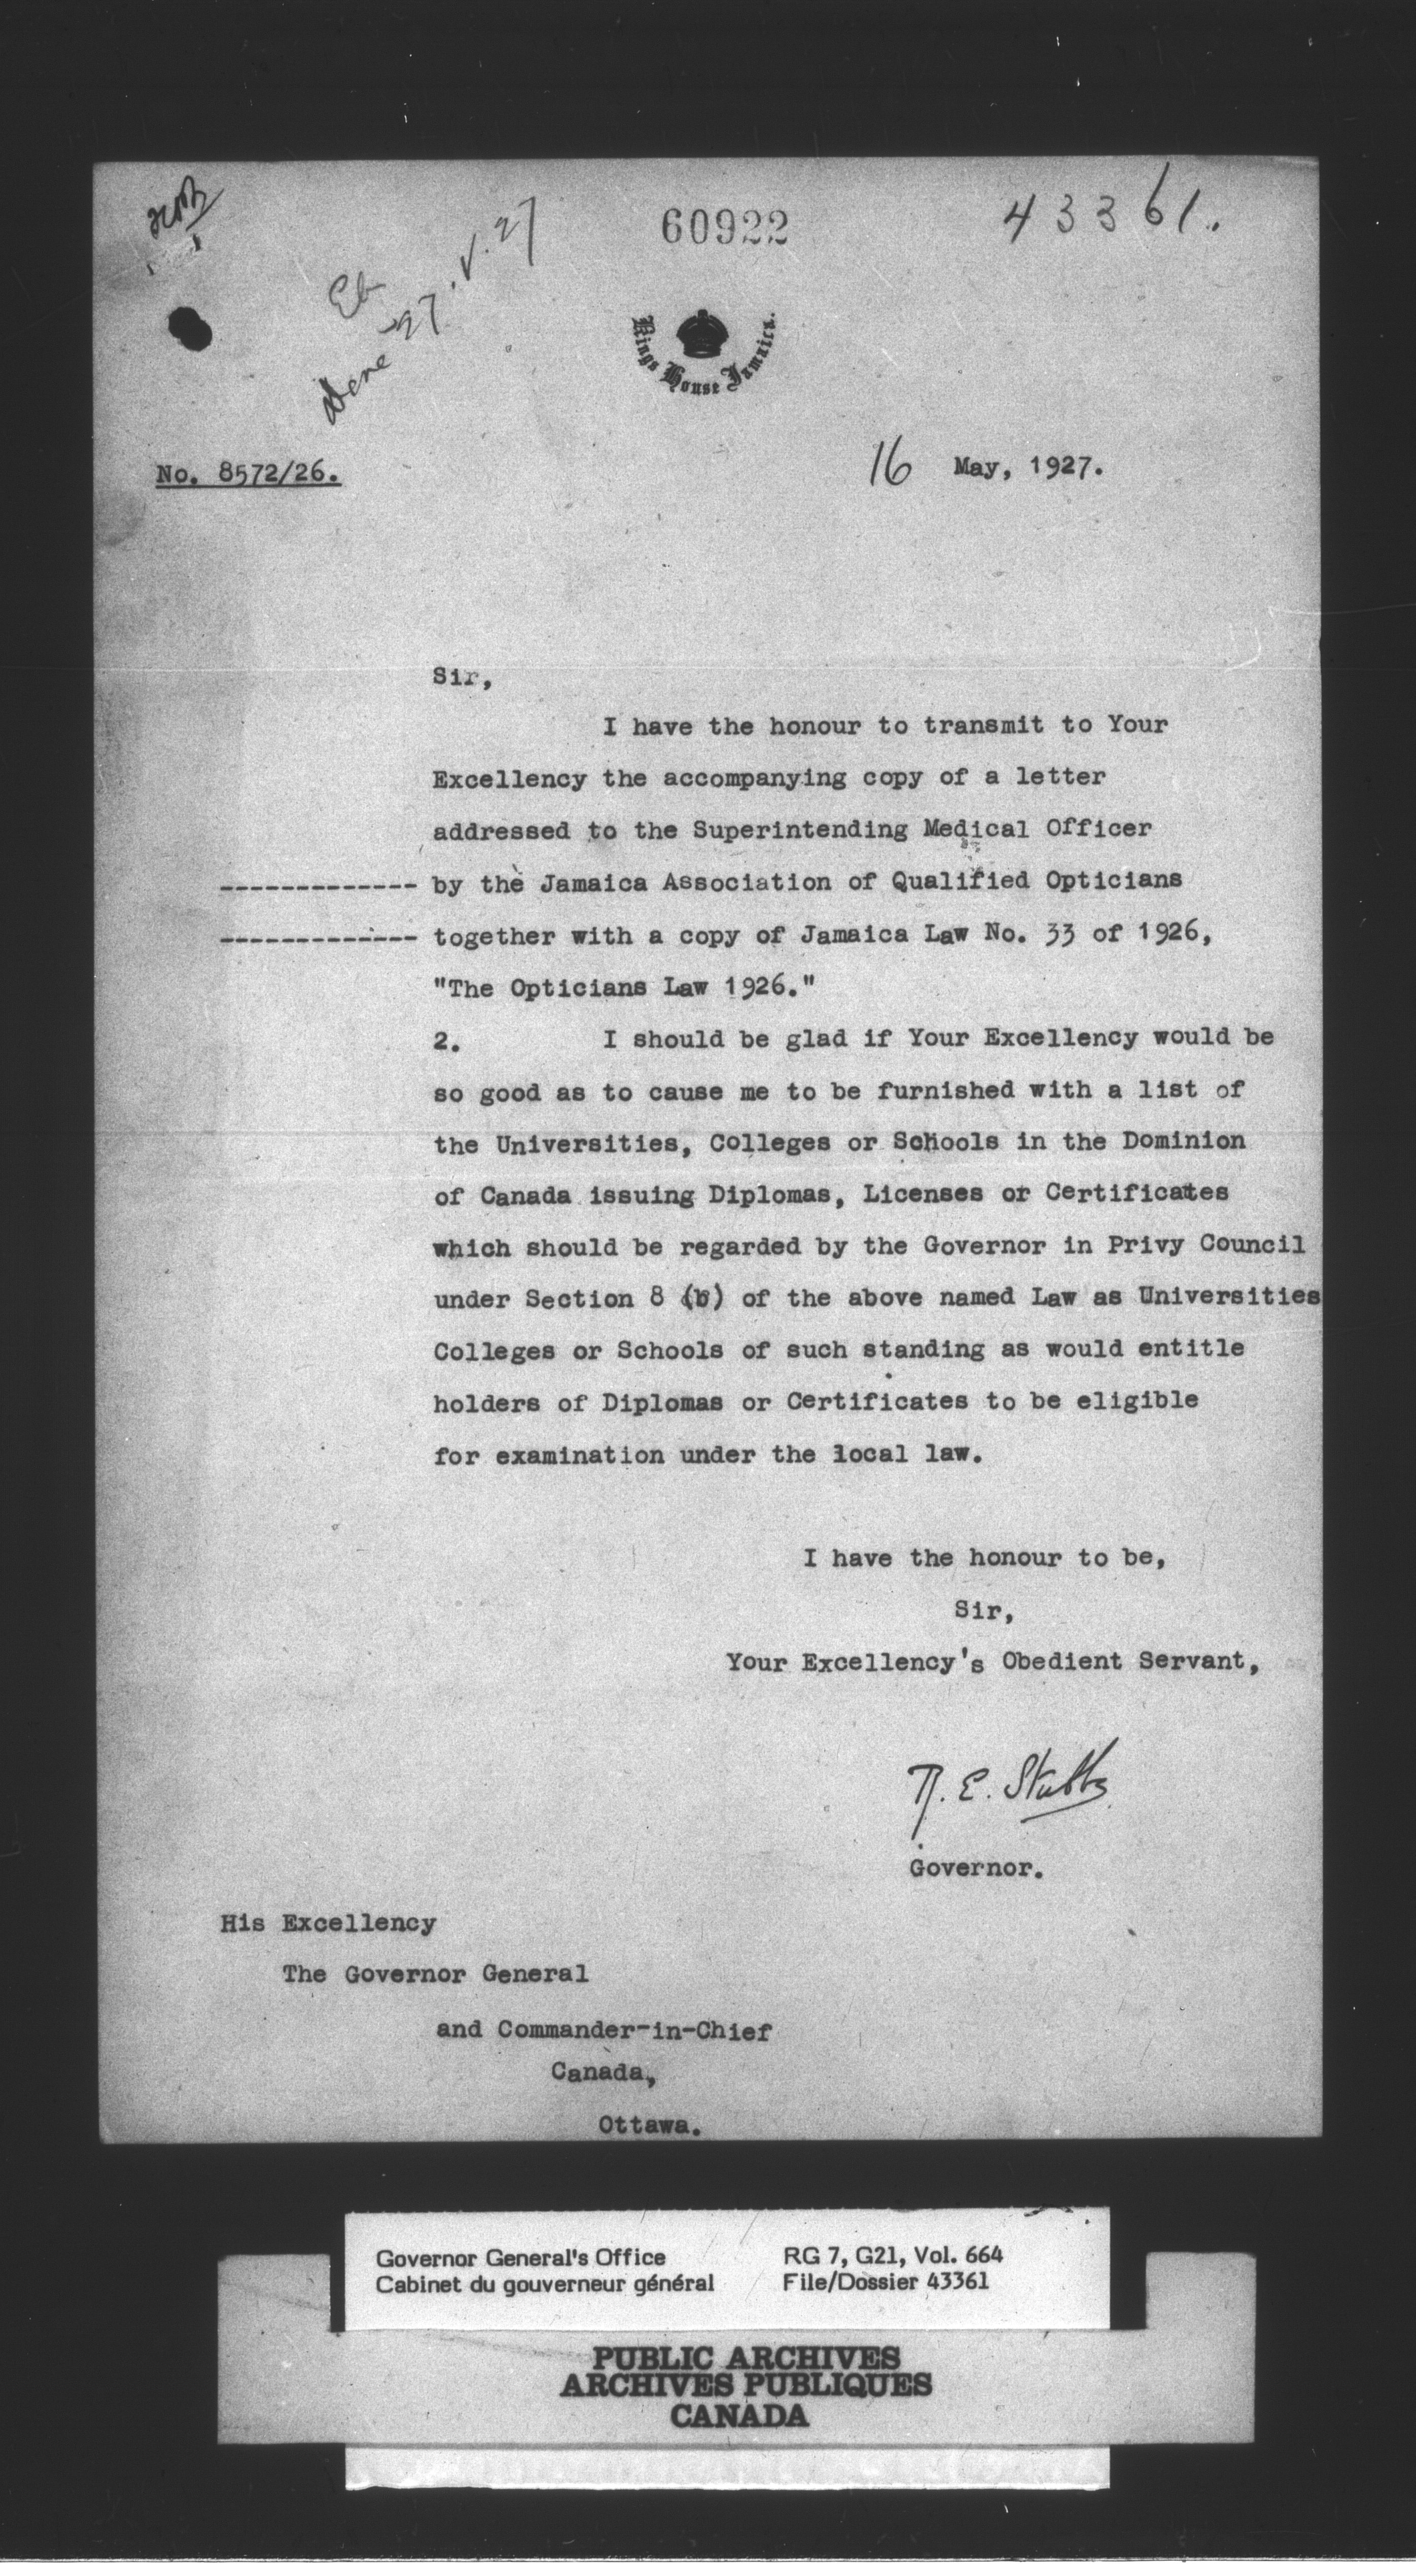 60922
43361.
Kings House Jamaica.
27.V.27
No. 8572/26.
16 May, 1927.
Sir,
I have the honour to transmit to Your
Excellency the accompanying copy of a letter
addressed to the Superintending Medical Officer
------------- by the Jamaica Association of Qualified Opticians
------------- together with a copy of Jamaica Law No. 33 of 1926,
"The Opticians Law 1926."
2. I should be glad if Your Excellency would be
so good as to cause me to be furnished with a list of
the Universities, Colleges or Schools in the Dominion
of Canada issuing Diplomas, Licenses or Certificates
which should be regarded by the Governor in Privy Council
under Section 8 (b) of the above named Law as Universities
Colleges or Schools of such standing as would entitle
holders of Diplomas or Certificates to be eligible
for examination under the local law.
I have the honour to be,
Sir,
Your Excellency's Obedient Servant,
R. E. Stubbs
Governor.
His Excellency
The Governor General
and Commander-in-Chief
Canada,
Ottawa.
Governor General's Office
Cabinet du gouverneur général
RG 7, G21, Vol. 664
File/Dossier 43361
PUBLIC ARCHIVES
ARCHIVES PUBLIQUES
CANADA